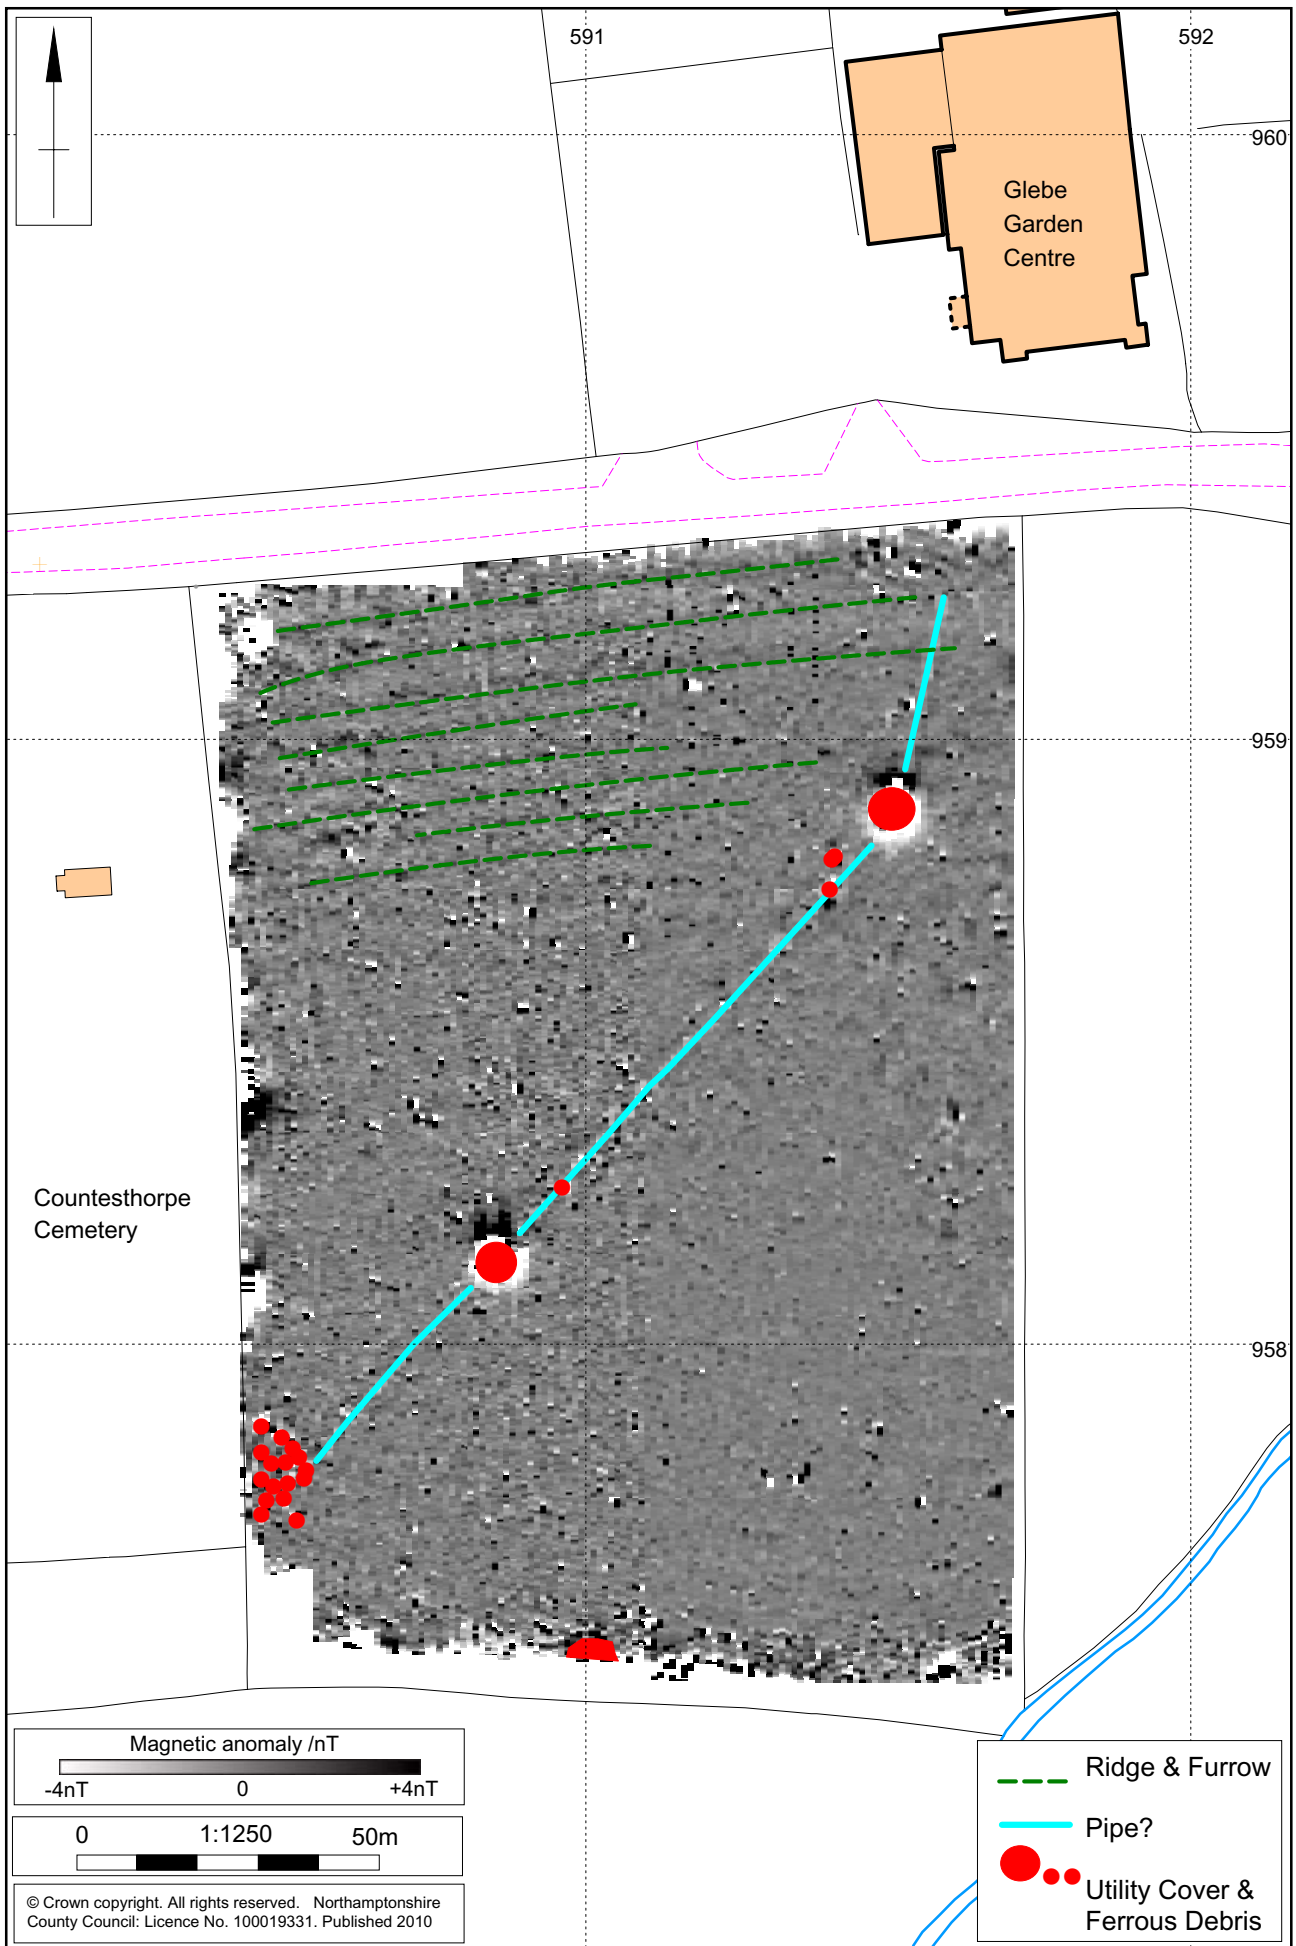 591
592
960
Glebe
Garden
Centre
959
Countesthorpe
Cemetery
958
Magnetic anomaly /nT
-4nT 0 +4nT
0 1:1250 50m
© Crown copyright. All rights reserved. Northamptonshire
County Council: Licence No. 100019331. Published 2010
Ridge & Furrow
Pipe?
Utility Cover &
Ferrous Debris